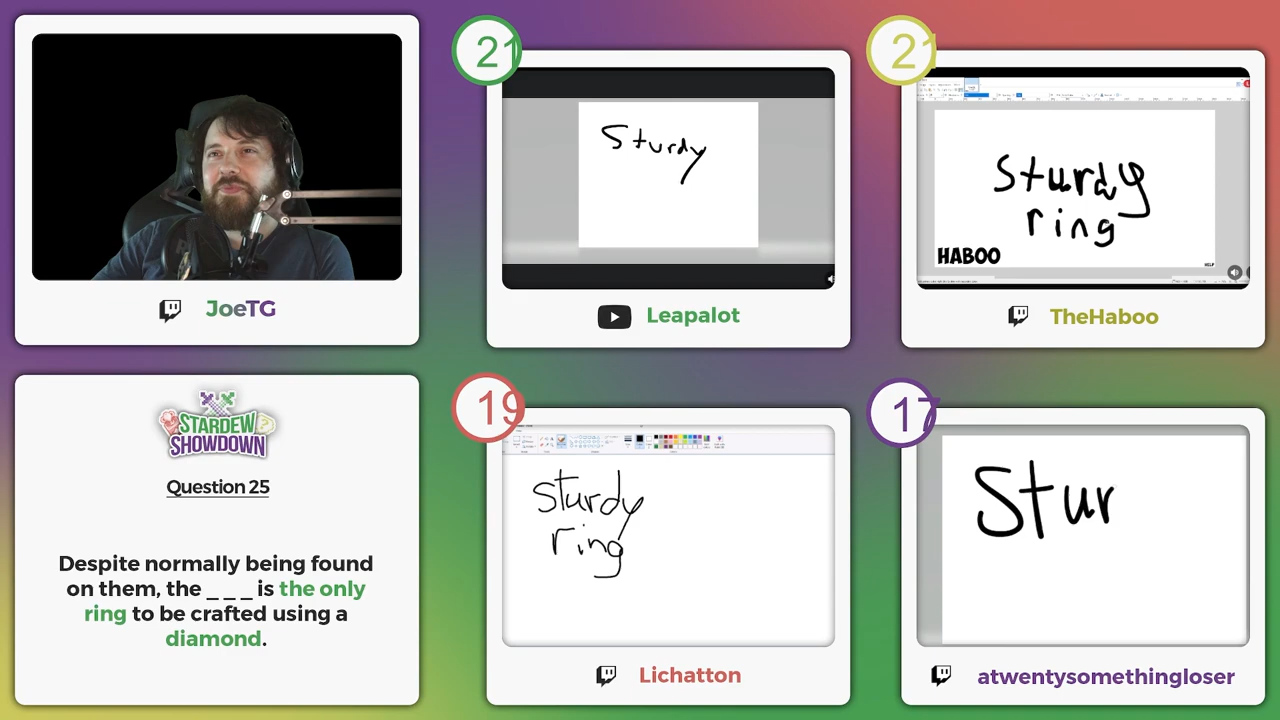 JoeTG
STARDEW
SHOWDOWN
Question 25
Despite normally being found
on them, the _ _ _ is the only
ring to be crafted using a
diamond.
21
Sturdy
Leapalot
21
Sturdy
ring
HABOO
HELP
TheHaboo
19
Sturdy
ring
Lichatton
17
Stur
atwentysomethingloser